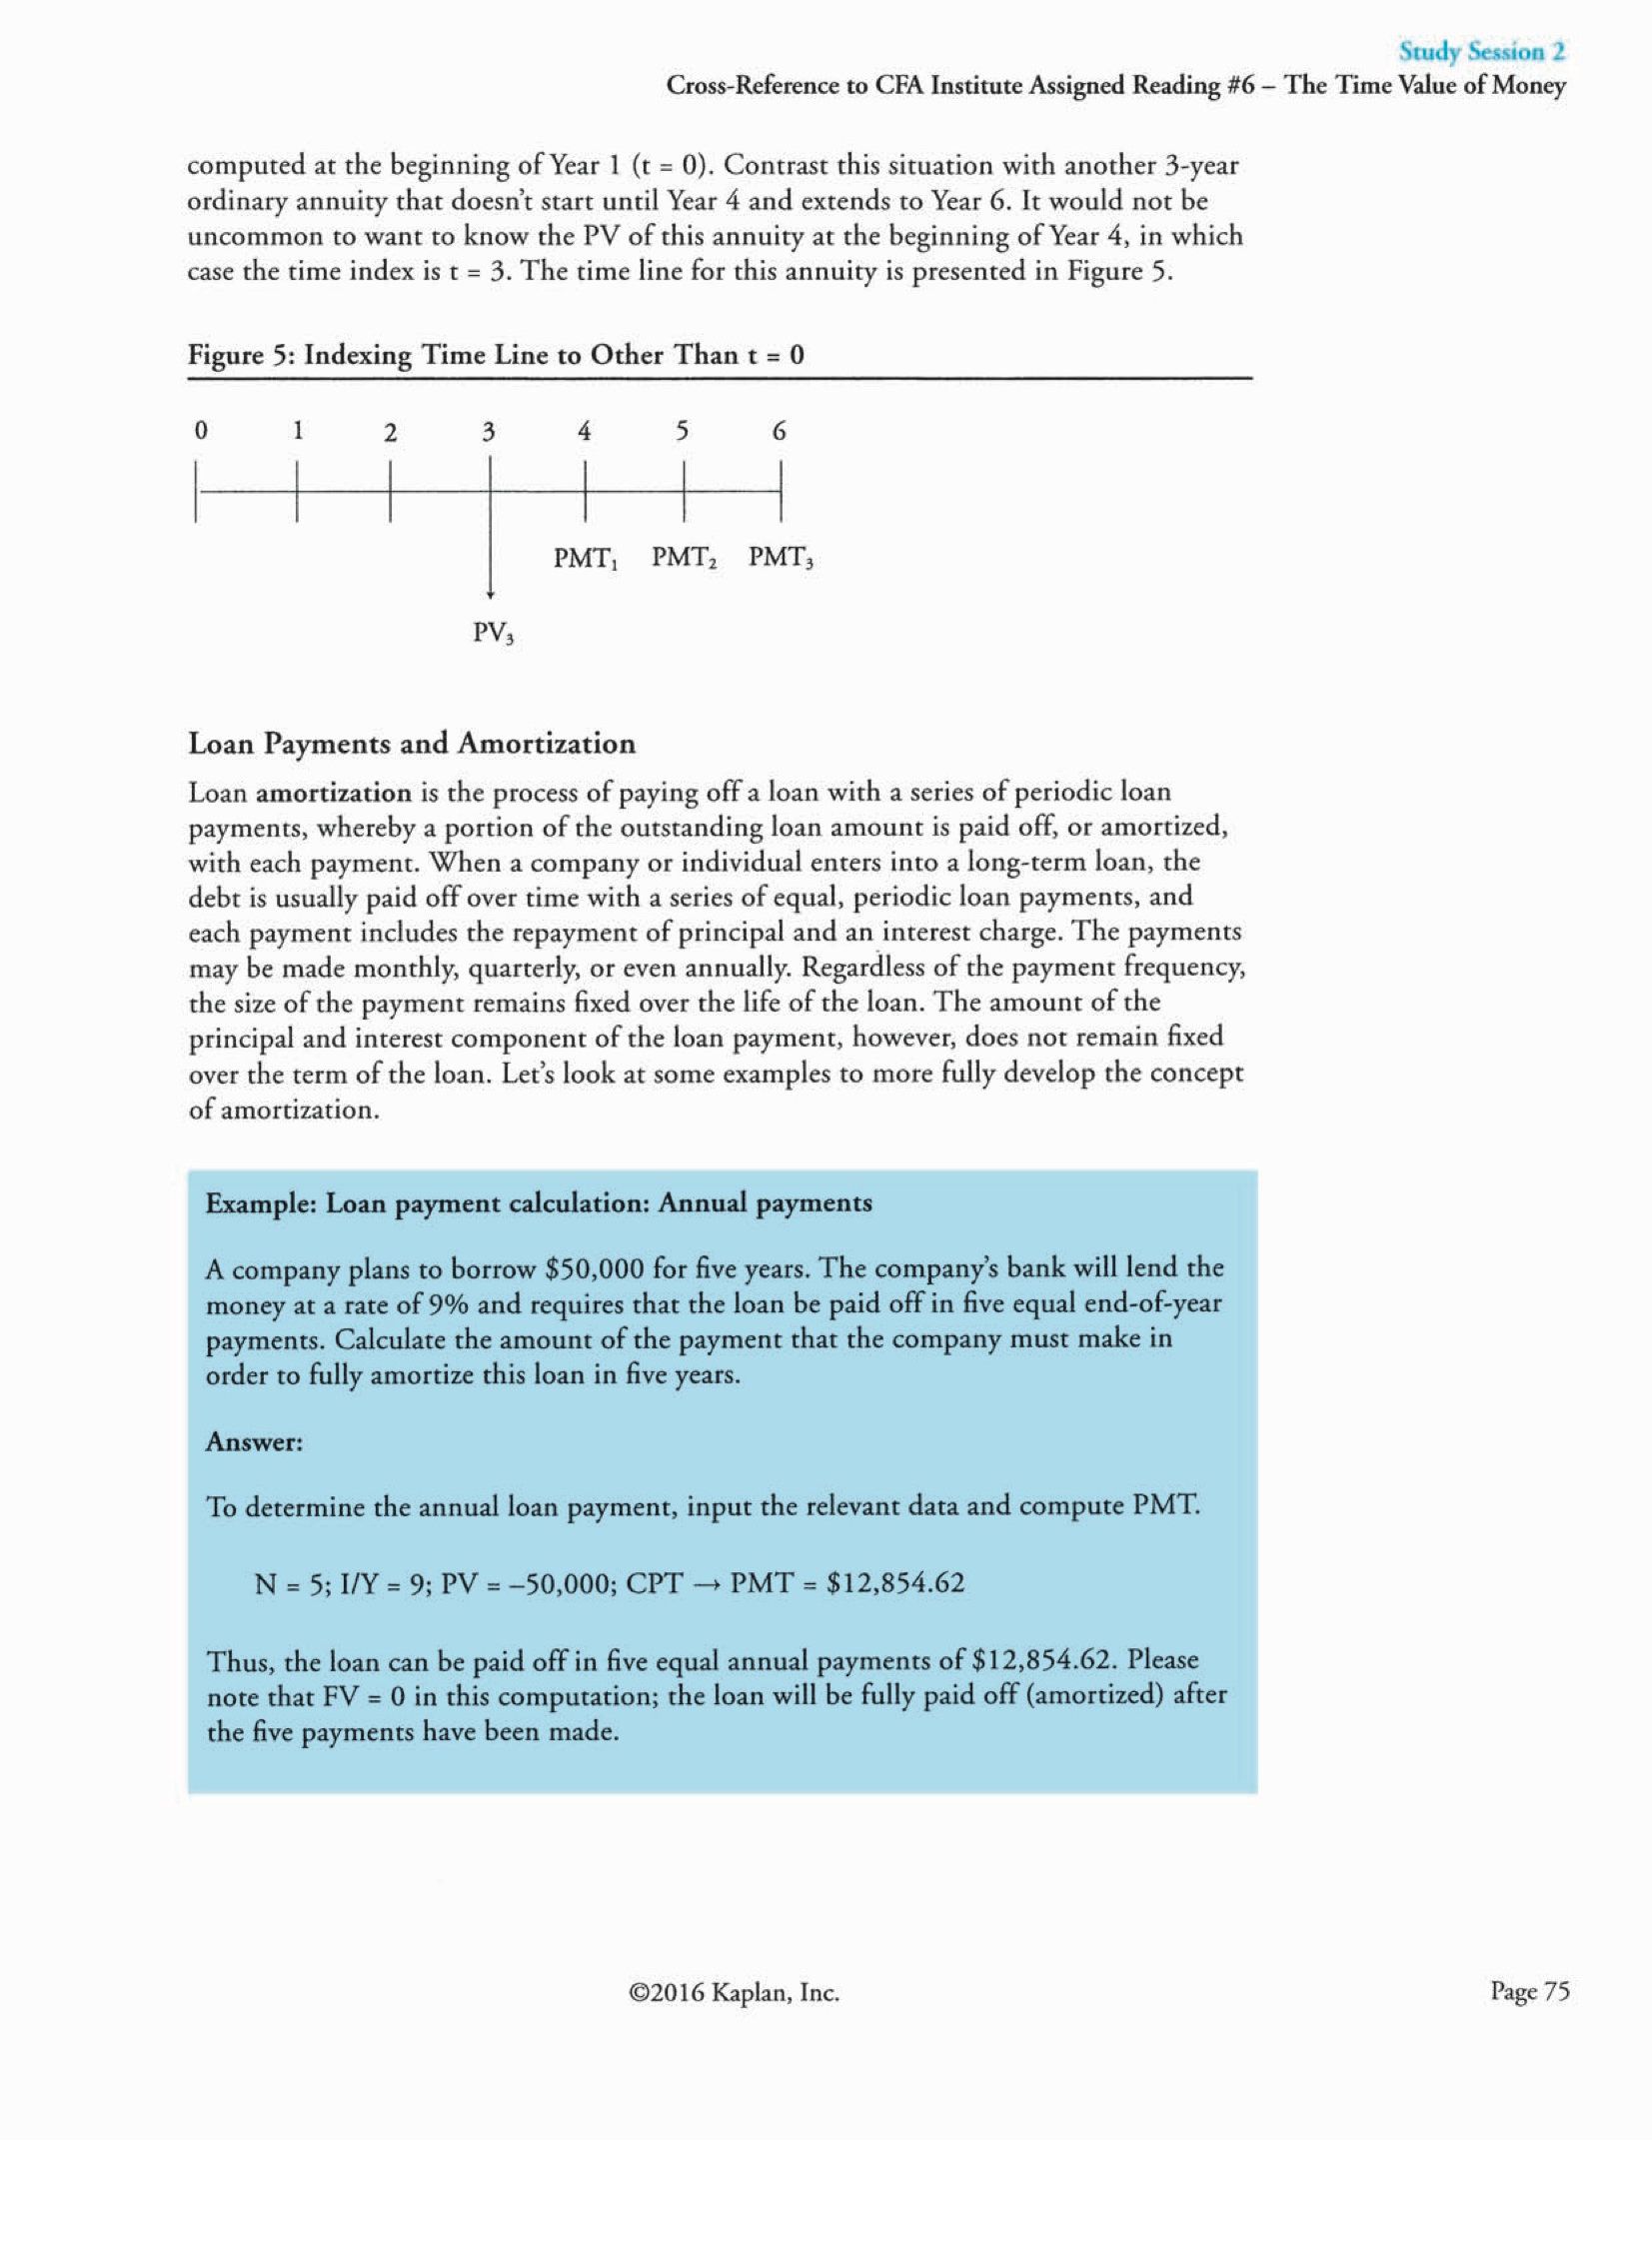 Study Session 2
Cross-Reference to CFA Institute Assigned Reading #6 – The Time Value of Money
computed at the beginning of Year 1 (t = 0). Contrast this situation with another 3-year
ordinary annuity that doesn't start until Year 4 and extends to Year 6. It would not be
uncommon to want to know the PV of this annuity at the beginning of Year 4, in which
case the time index is t = 3. The time line for this annuity is presented in Figure 5.
Figure 5: Indexing Time Line to Other Than t = 0
0 1 2 3 4 5 6
PMT₁ PMT₂ PMT₃
PV₃
Loan Payments and Amortization
Loan amortization is the process of paying off a loan with a series of periodic loan
payments, whereby a portion of the outstanding loan amount is paid off, or amortized,
with each payment. When a company or individual enters into a long-term loan, the
debt is usually paid off over time with a series of equal, periodic loan payments, and
each payment includes the repayment of principal and an interest charge. The payments
may be made monthly, quarterly, or even annually. Regardless of the payment frequency,
the size of the payment remains fixed over the life of the loan. The amount of the
principal and interest component of the loan payment, however, does not remain fixed
over the term of the loan. Let's look at some examples to more fully develop the concept
of amortization.
Example: Loan payment calculation: Annual payments
A company plans to borrow $50,000 for five years. The company's bank will lend the
money at a rate of 9% and requires that the loan be paid off in five equal end-of-year
payments. Calculate the amount of the payment that the company must make in
order to fully amortize this loan in five years.
Answer:
To determine the annual loan payment, input the relevant data and compute PMT.
N = 5; I/Y = 9; PV = –50,000; CPT → PMT = $12,854.62
Thus, the loan can be paid off in five equal annual payments of $12,854.62. Please
note that FV = 0 in this computation; the loan will be fully paid off (amortized) after
the five payments have been made.
©2016 Kaplan, Inc.
Page 75